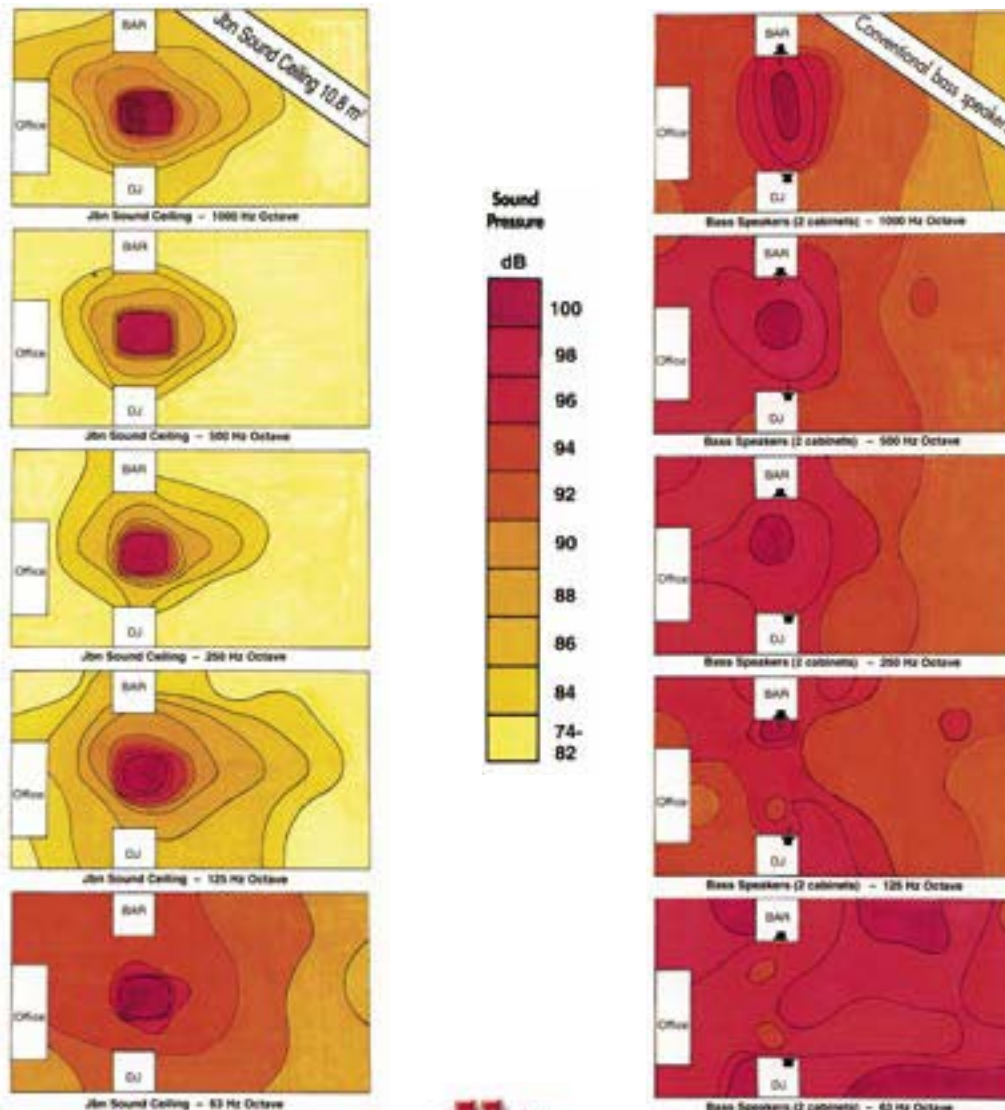 BAR
Jbn Sound Ceiling 10.8 m²
Office
DJ
Jbn Sound Ceiling – 1000 Hz Octave
BAR
Office
DJ
Jbn Sound Ceiling – 500 Hz Octave
BAR
Office
DJ
Jbn Sound Ceiling – 250 Hz Octave
BAR
Office
DJ
Jbn Sound Ceiling – 125 Hz Octave
BAR
Office
DJ
Jbn Sound Ceiling – 63 Hz Octave
Sound
Pressure
dB
100
98
96
94
92
90
88
86
84
74-
82
BAR
Conventional bass speaker
Office
DJ
Bass Speakers (2 cabinets) – 1000 Hz Octave
BAR
Office
DJ
Bass Speakers (2 cabinets) – 500 Hz Octave
BAR
Office
DJ
Bass Speakers (2 cabinets) – 250 Hz Octave
BAR
Office
DJ
Bass Speakers (2 cabinets) – 125 Hz Octave
BAR
Office
DJ
Bass Speakers (2 cabinets) – 63 Hz Octave